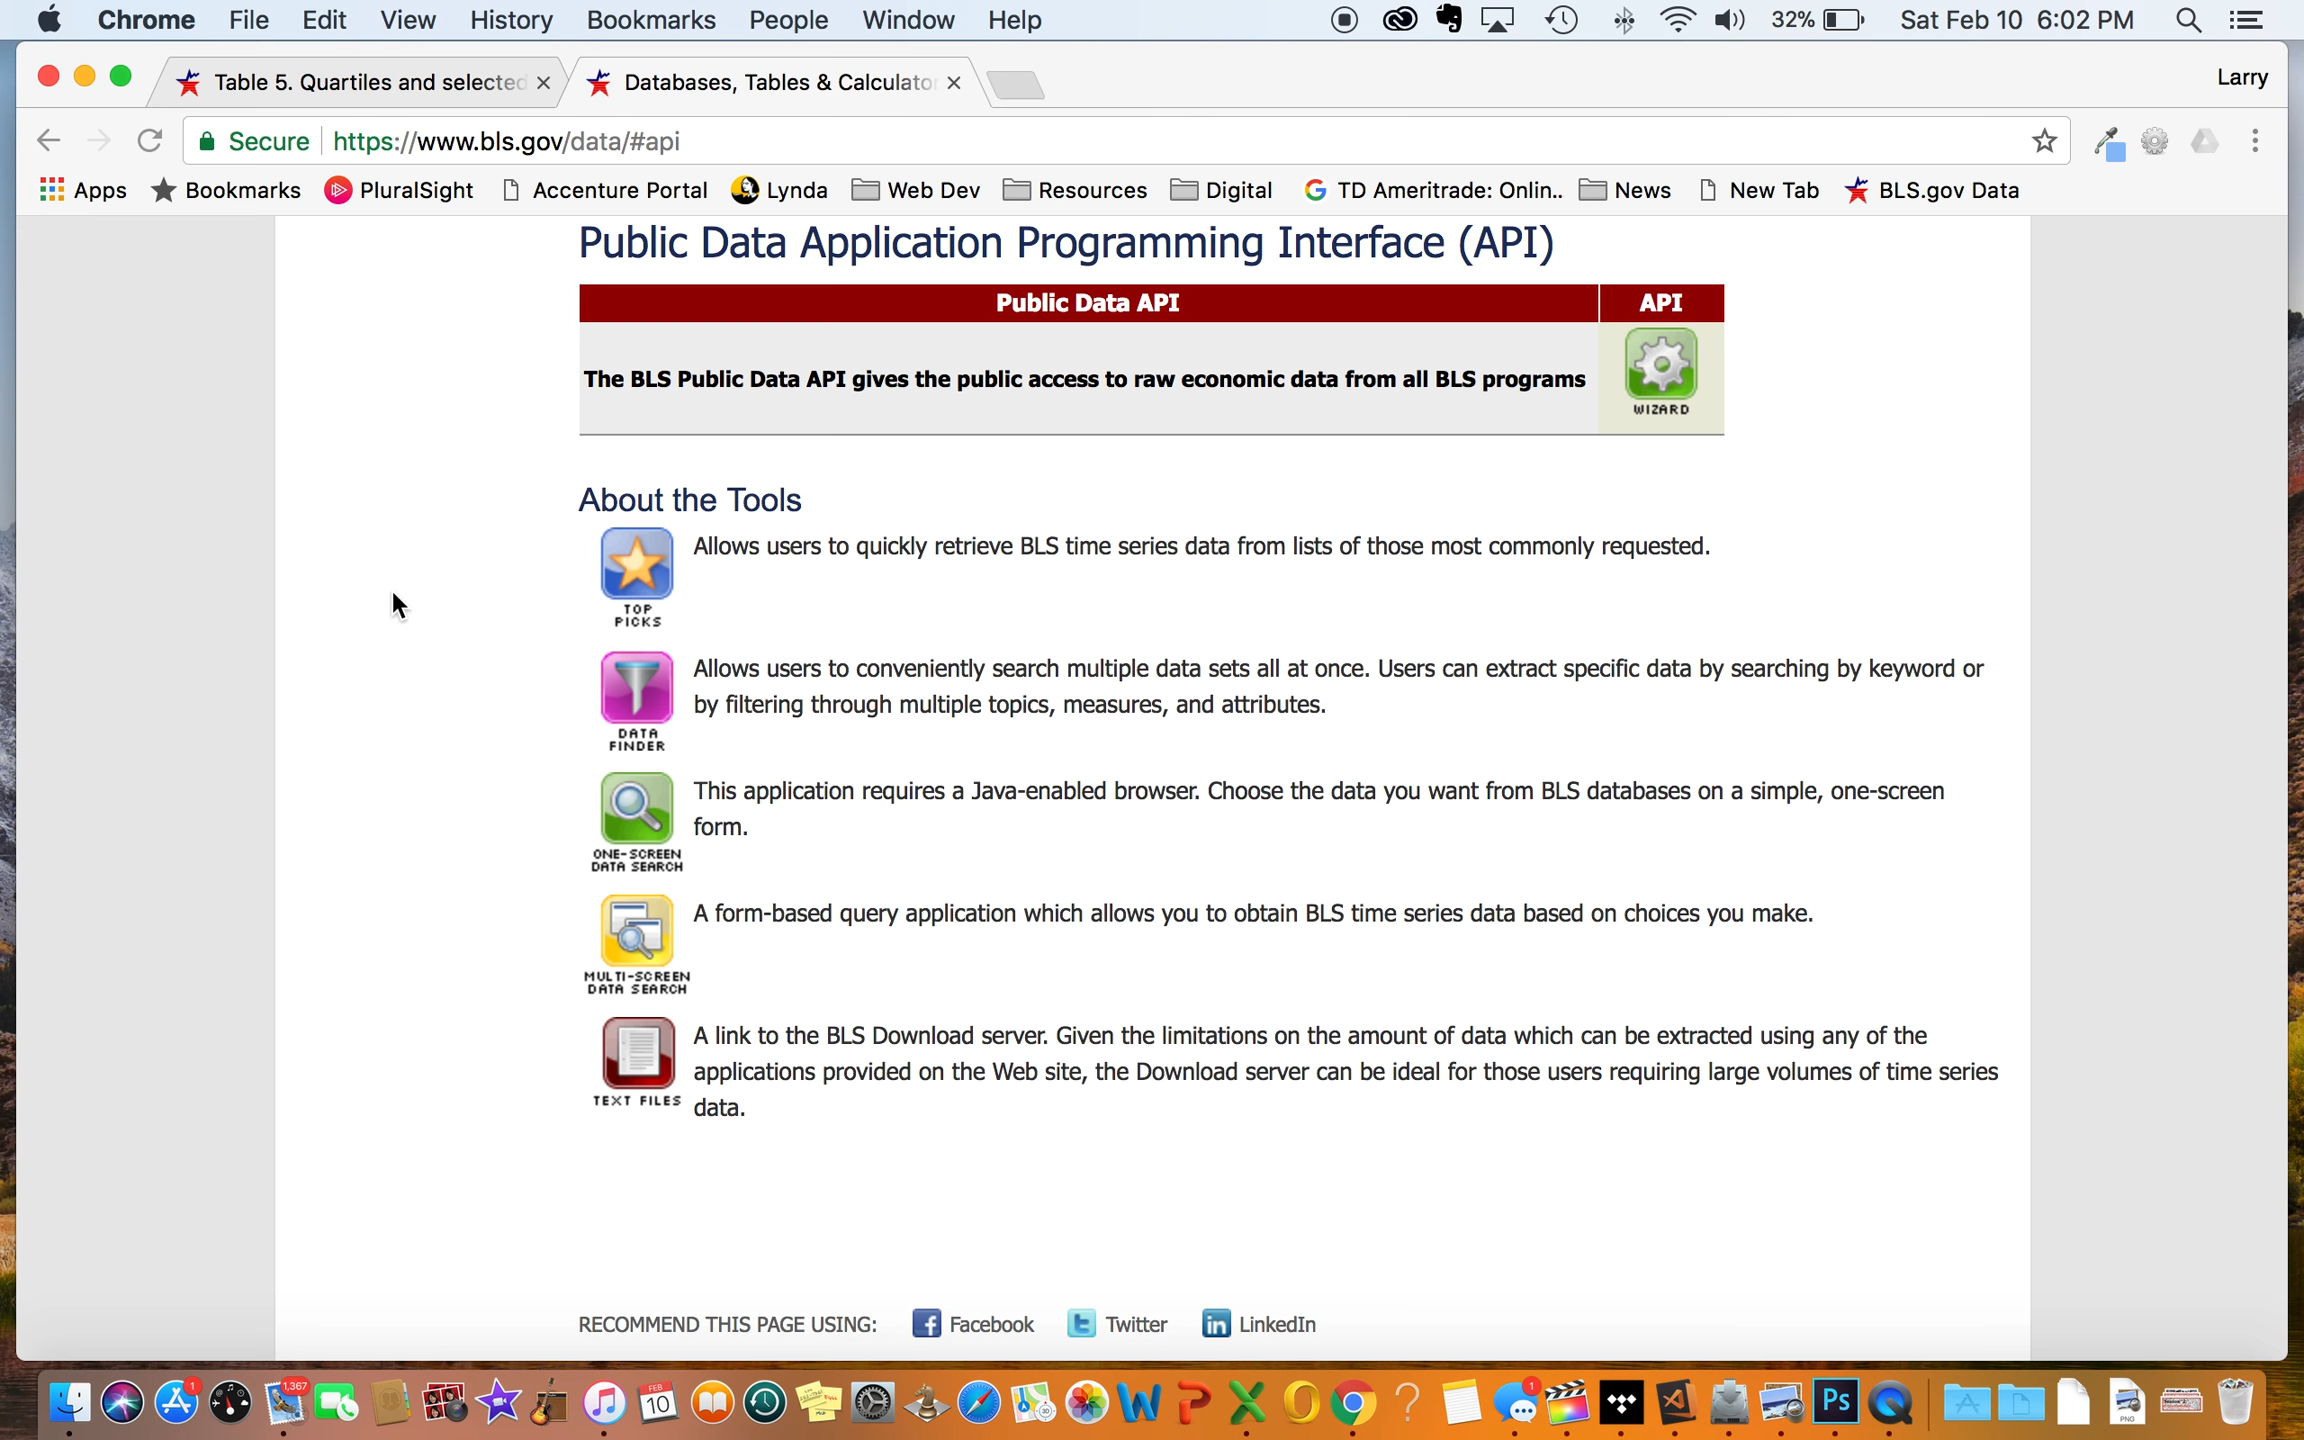 Chrome File Edit View History Bookmarks People Window Help 32% Sat Feb 10 6:02 PM
Table 5. Quartiles and selected Databases, Tables & Calculator Larry
Secure https://www.bls.gov/data/#api
Apps Bookmarks PluralSight Accenture Portal Lynda Web Dev Resources Digital TD Ameritrade: Onlin.. News New Tab BLS.gov Data
Public Data Application Programming Interface (API)
Public Data API API
The BLS Public Data API gives the public access to raw economic data from all BLS programs
WIZARD
About the Tools
Allows users to quickly retrieve BLS time series data from lists of those most commonly requested.
TOP
PICKS
Allows users to conveniently search multiple data sets all at once. Users can extract specific data by searching by keyword or
by filtering through multiple topics, measures, and attributes.
DATA
FINDER
This application requires a Java-enabled browser. Choose the data you want from BLS databases on a simple, one-screen
form.
ONE-SCREEN
DATA SEARCH
A form-based query application which allows you to obtain BLS time series data based on choices you make.
MULTI-SCREEN
DATA SEARCH
A link to the BLS Download server. Given the limitations on the amount of data which can be extracted using any of the
applications provided on the Web site, the Download server can be ideal for those users requiring large volumes of time series
data.
TEXT FILES
RECOMMEND THIS PAGE USING: Facebook Twitter LinkedIn
1 1,367 FEB 10 1 Ps PNG